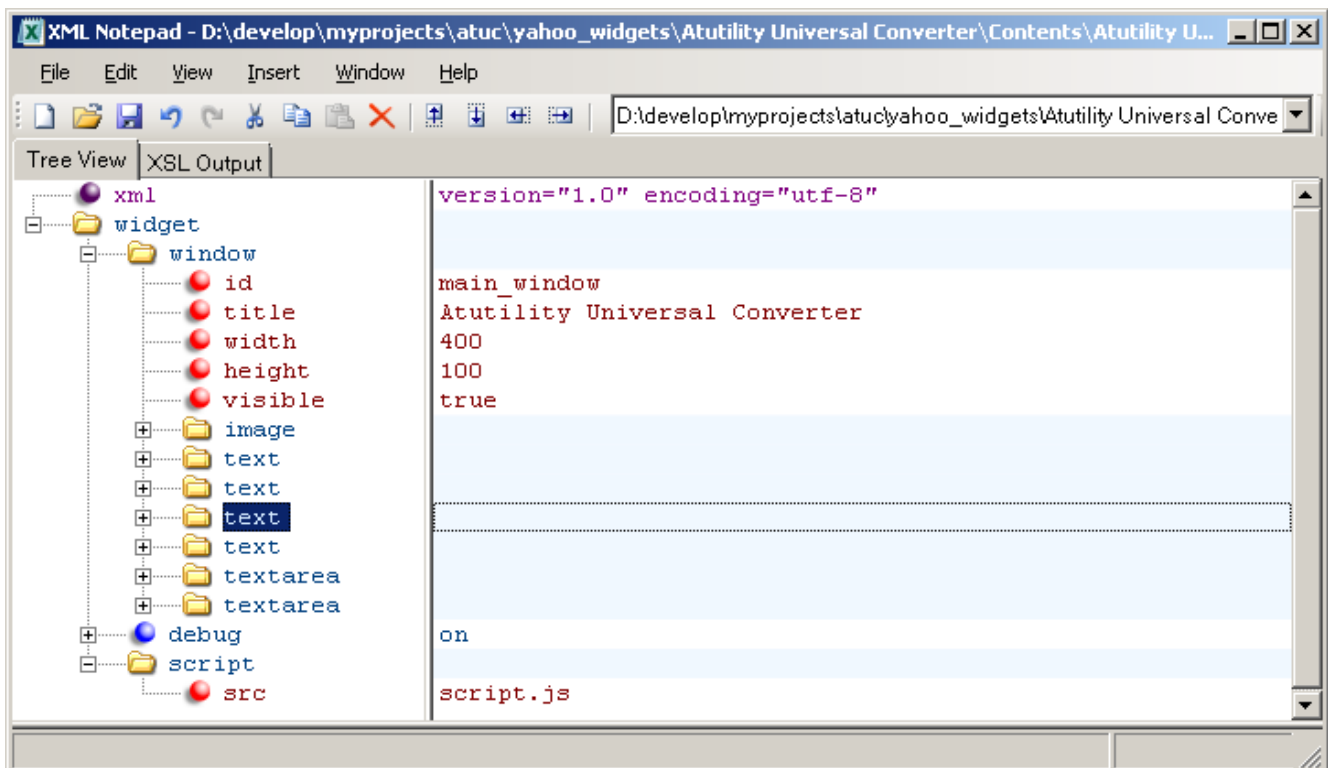 XML Notepad - D:\develop\myprojects\atuc\yahoo_widgets\Atutility Universal Converter\Contents\Atutility U...
File Edit View Insert Window Help
D:\develop\myprojects\atuc\yahoo_widgets\Atutility Universal Conve
Tree View XSL Output
xml version="1.0" encoding="utf-8"
widget
window
id main_window
title Atutility Universal Converter
width 400
height 100
visible true
image
text
text
text
text
textarea
textarea
debug on
script
src script.js